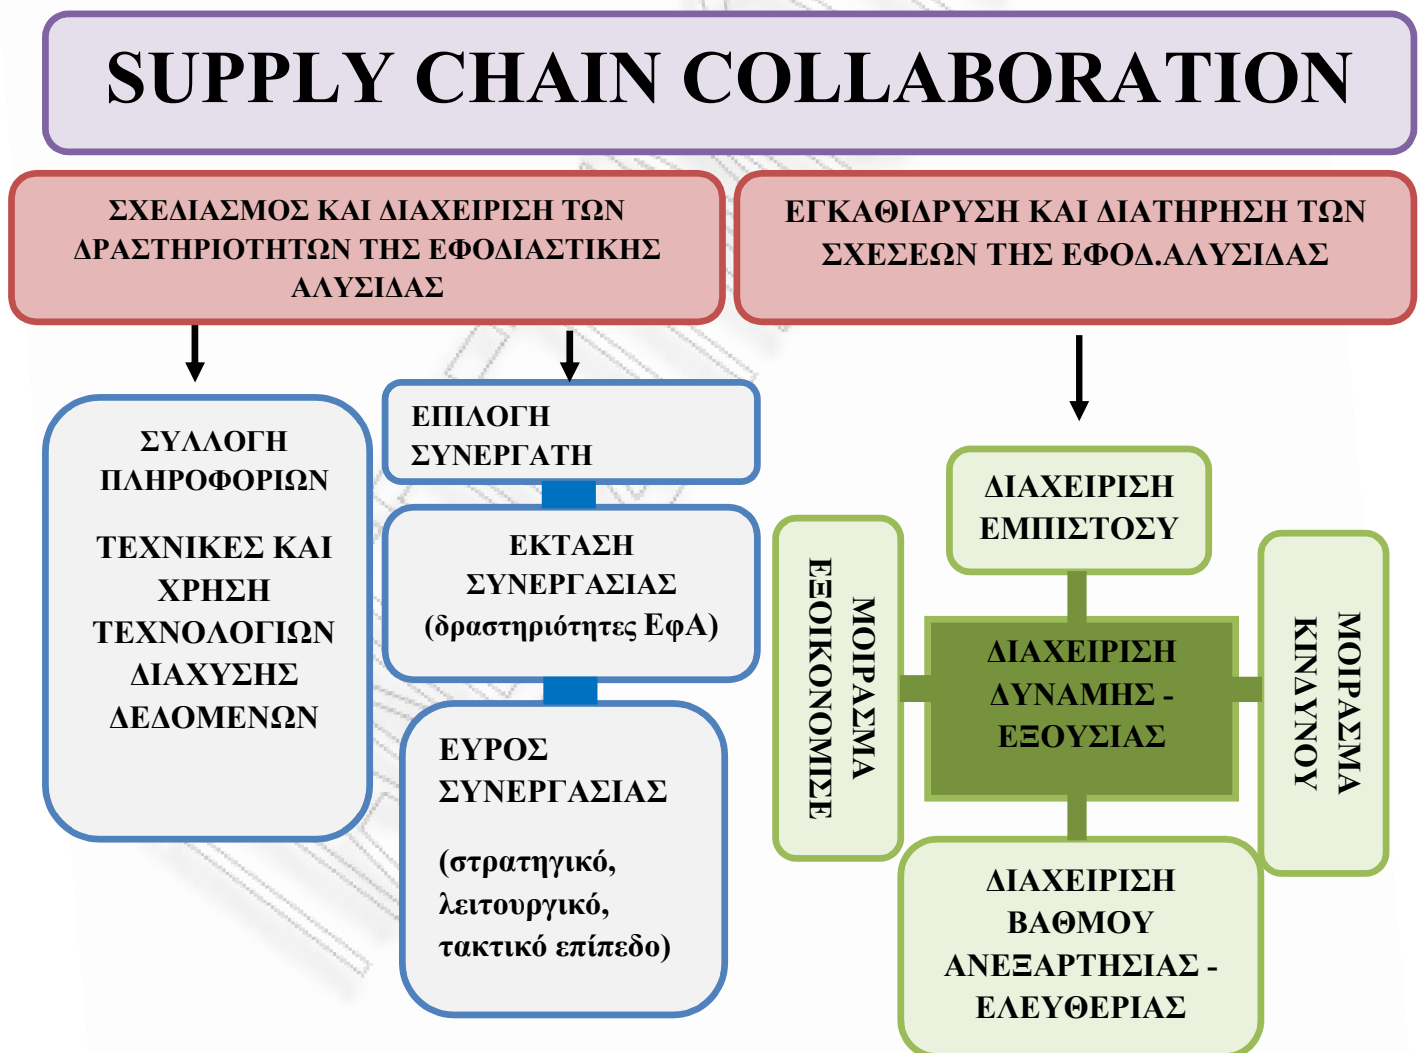 SUPPLY CHAIN COLLABORATION
ΣΧΕΔΙΑΣΜΟΣ ΚΑΙ ΔΙΑΧΕΙΡΙΣΗ ΤΩΝ
ΔΡΑΣΤΗΡΙΟΤΗΤΩΝ ΤΗΣ ΕΦΟΔΙΑΣΤΙΚΗΣ
ΑΛΥΣΙΔΑΣ
ΕΓΚΑΘΙΔΡΥΣΗ ΚΑΙ ΔΙΑΤΗΡΗΣΗ ΤΩΝ
ΣΧΕΣΕΩΝ ΤΗΣ ΕΦΟΔ.ΑΛΥΣΙΔΑΣ
ΣΥΛΛΟΓΗ
ΠΛΗΡΟΦΟΡΙΩΝ
ΤΕΧΝΙΚΕΣ ΚΑΙ
ΧΡΗΣΗ
ΤΕΧΝΟΛΟΓΙΩΝ
ΔΙΑΧΥΣΗΣ
ΔΕΔΟΜΕΝΩΝ
ΕΠΙΛΟΓΗ
ΣΥΝΕΡΓΑΤΗ
ΕΚΤΑΣΗ
ΣΥΝΕΡΓΑΣΙΑΣ
(δραστηριότητες ΕφΑ)
ΕΥΡΟΣ
ΣΥΝΕΡΓΑΣΙΑΣ
(στρατηγικό,
λειτουργικό,
τακτικό επίπεδο)
ΔΙΑΧΕΙΡΙΣΗ
ΕΜΠΙΣΤΟΣΥ
ΜΟΙΡΑΣΜΑ
ΕΞΟΙΚΟΝΟΜΙΣΕ
ΔΙΑΧΕΙΡΙΣΗ
ΔΥΝΑΜΗΣ -
ΕΞΟΥΣΙΑΣ
ΜΟΙΡΑΣΜΑ
ΚΙΝΔΥΝΟΥ
ΔΙΑΧΕΙΡΙΣΗ
ΒΑΘΜΟΥ
ΑΝΕΞΑΡΤΗΣΙΑΣ -
ΕΛΕΥΘΕΡΙΑΣ